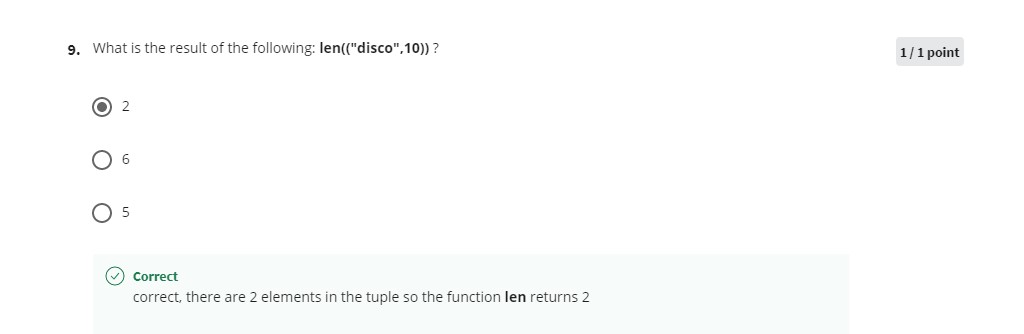 9. What is the result of the following: len(("disco",10)) ?
1 / 1 point
2
6
5
Correct
correct, there are 2 elements in the tuple so the function len returns 2